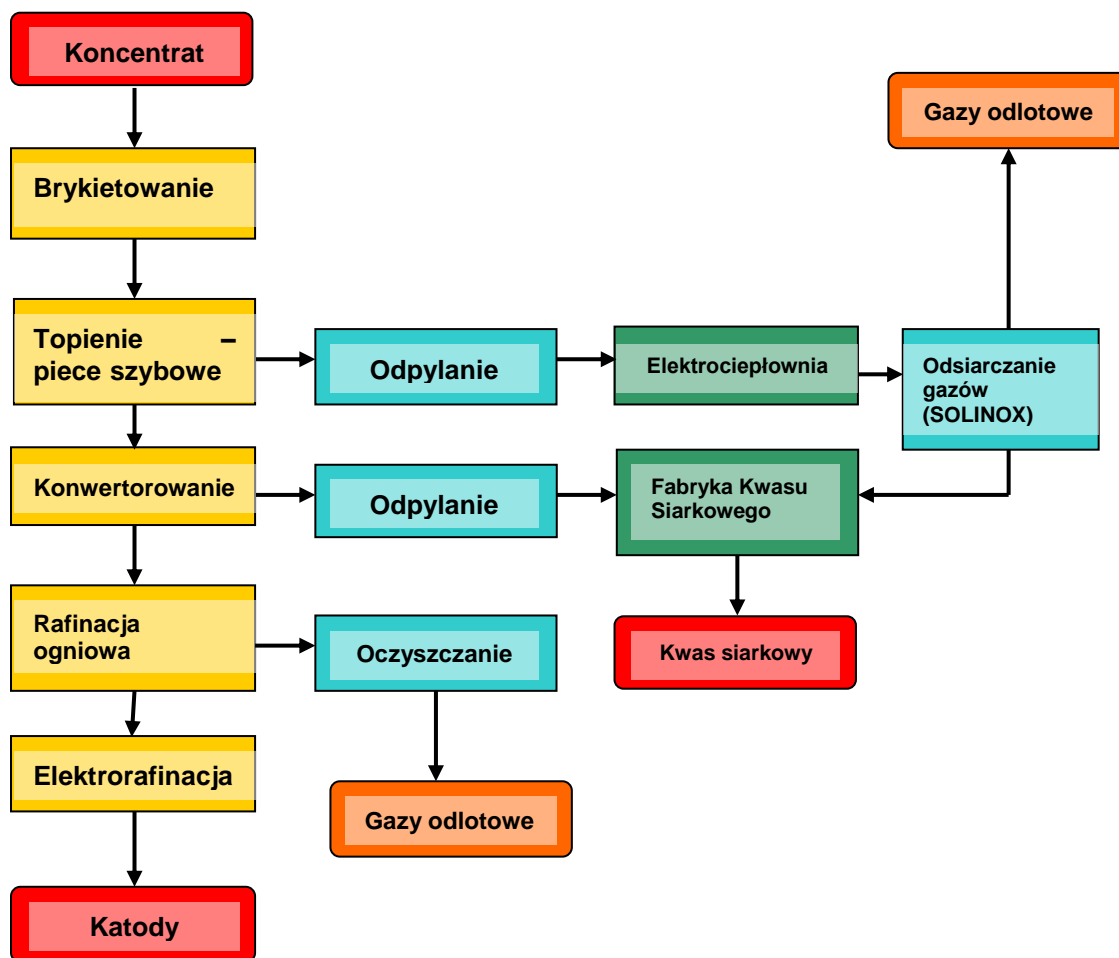 Koncentrat
Gazy odlotowe
Brykietowanie
Topienie –
piece szybowe
Odpylanie
Elektrociepłownia
Odsiarczanie
gazów
(SOLINOX)
Konwertorowanie
Odpylanie
Fabryka Kwasu
Siarkowego
Rafinacja
ogniowa
Oczyszczanie
Kwas siarkowy
Elektrorafinacja
Gazy odlotowe
Katody